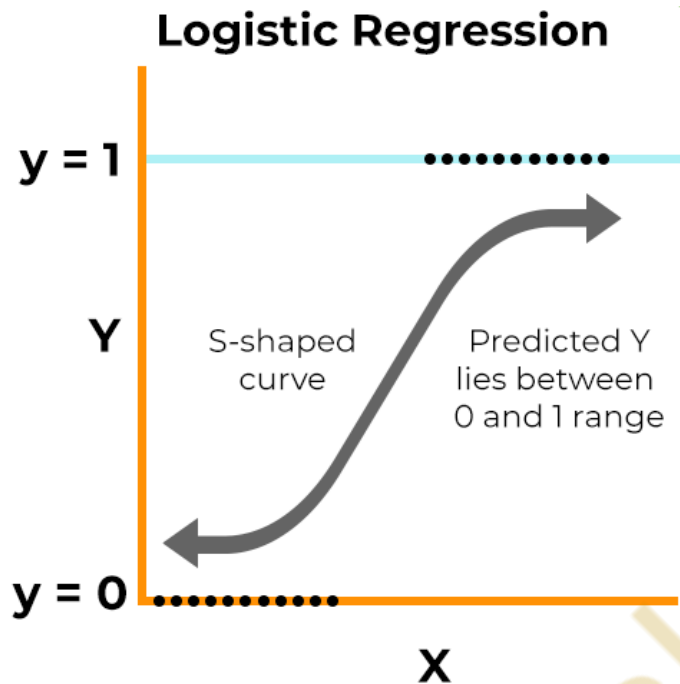 Logistic Regression
y = 1
Y
S-shaped
curve
Predicted Y
lies between
0 and 1 range
y = 0
X